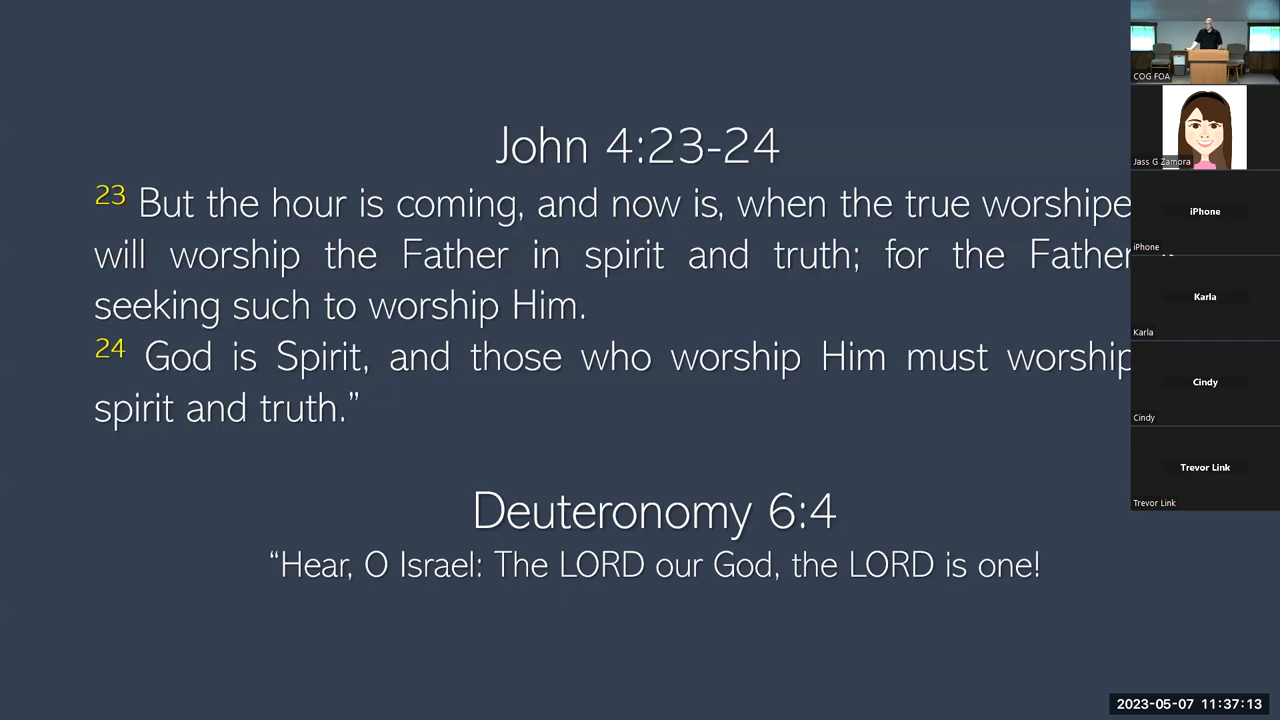 John 4:23-24
23 But the hour is coming, and now is, when the true worshipe
will worship the Father in spirit and truth; for the Father
seeking such to worship Him.
24 God is Spirit, and those who worship Him must worship
spirit and truth.”
Deuteronomy 6:4
“Hear, O Israel: The LORD our God, the LORD is one!
COG FOA
Jass G Zamora
iPhone
iPhone
Karla
Karla
Cindy
Cindy
Trevor Link
Trevor Link
2023-05-07 11:37:13